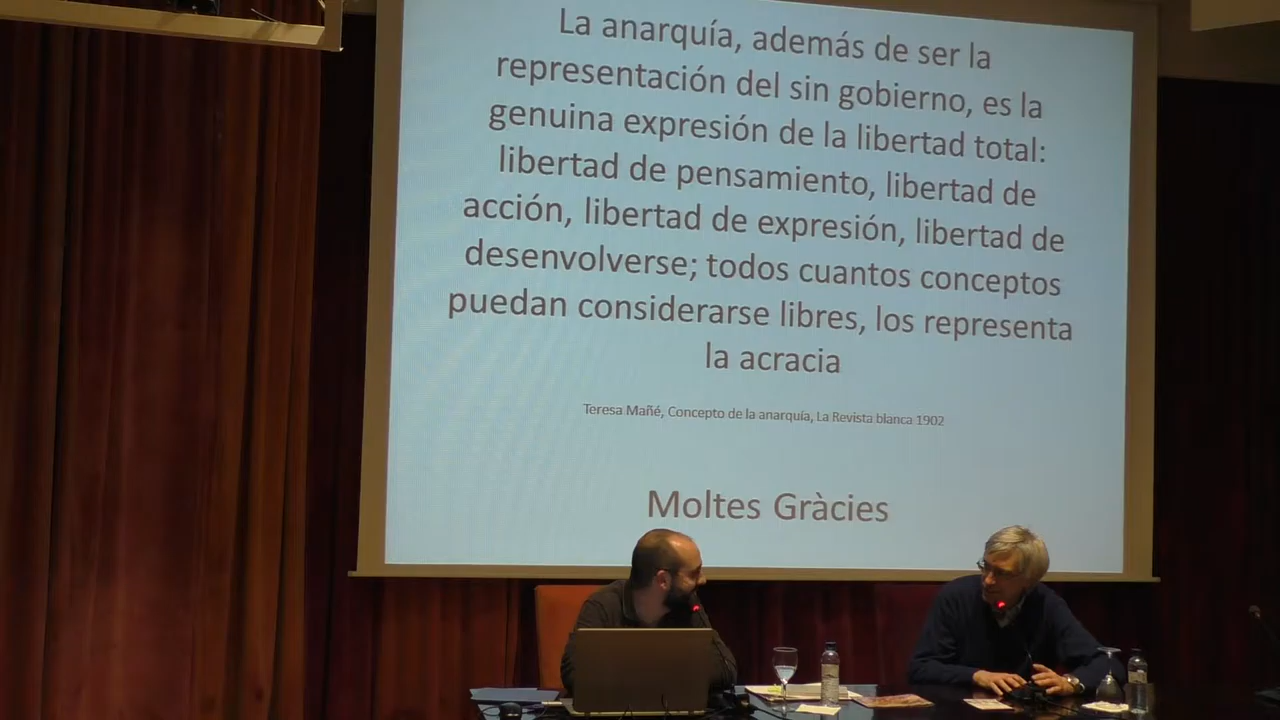 La anarquía, además de ser la
representación del sin gobierno, es la
genuina expresión de la libertad total:
libertad de pensamiento, libertad de
acción, libertad de expresión, libertad de
desenvolverse; todos cuantos conceptos
puedan considerarse libres, los representa
la acracia
Teresa Mañé, Concepto de la anarquía, La Revista blanca 1902
Moltes Gràcies